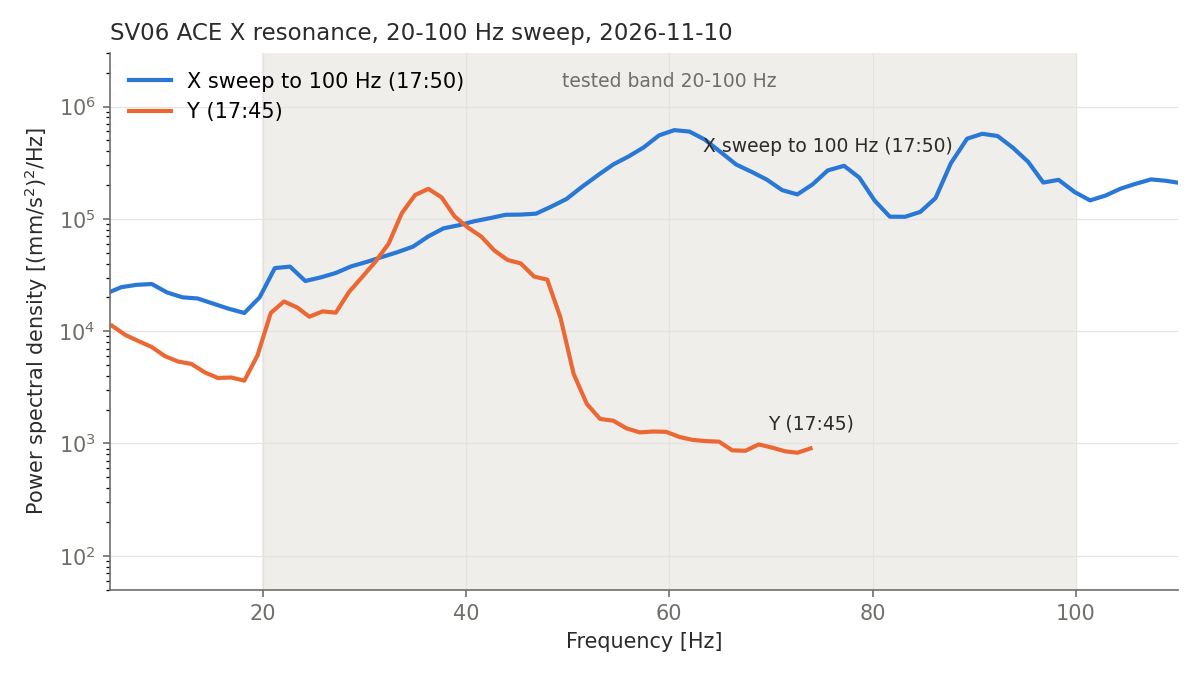 SV06 ACE X resonance, 20-100 Hz sweep, 2026-11-10
X sweep to 100 Hz (17:50)
Y (17:45)
tested band 20-100 Hz
X sweep to 100 Hz (17:50)
Y (17:45)
Power spectral density [(mm/s²)²/Hz]
10⁶
10⁵
10⁴
10³
10²
20 40 60 80 100
Frequency [Hz]